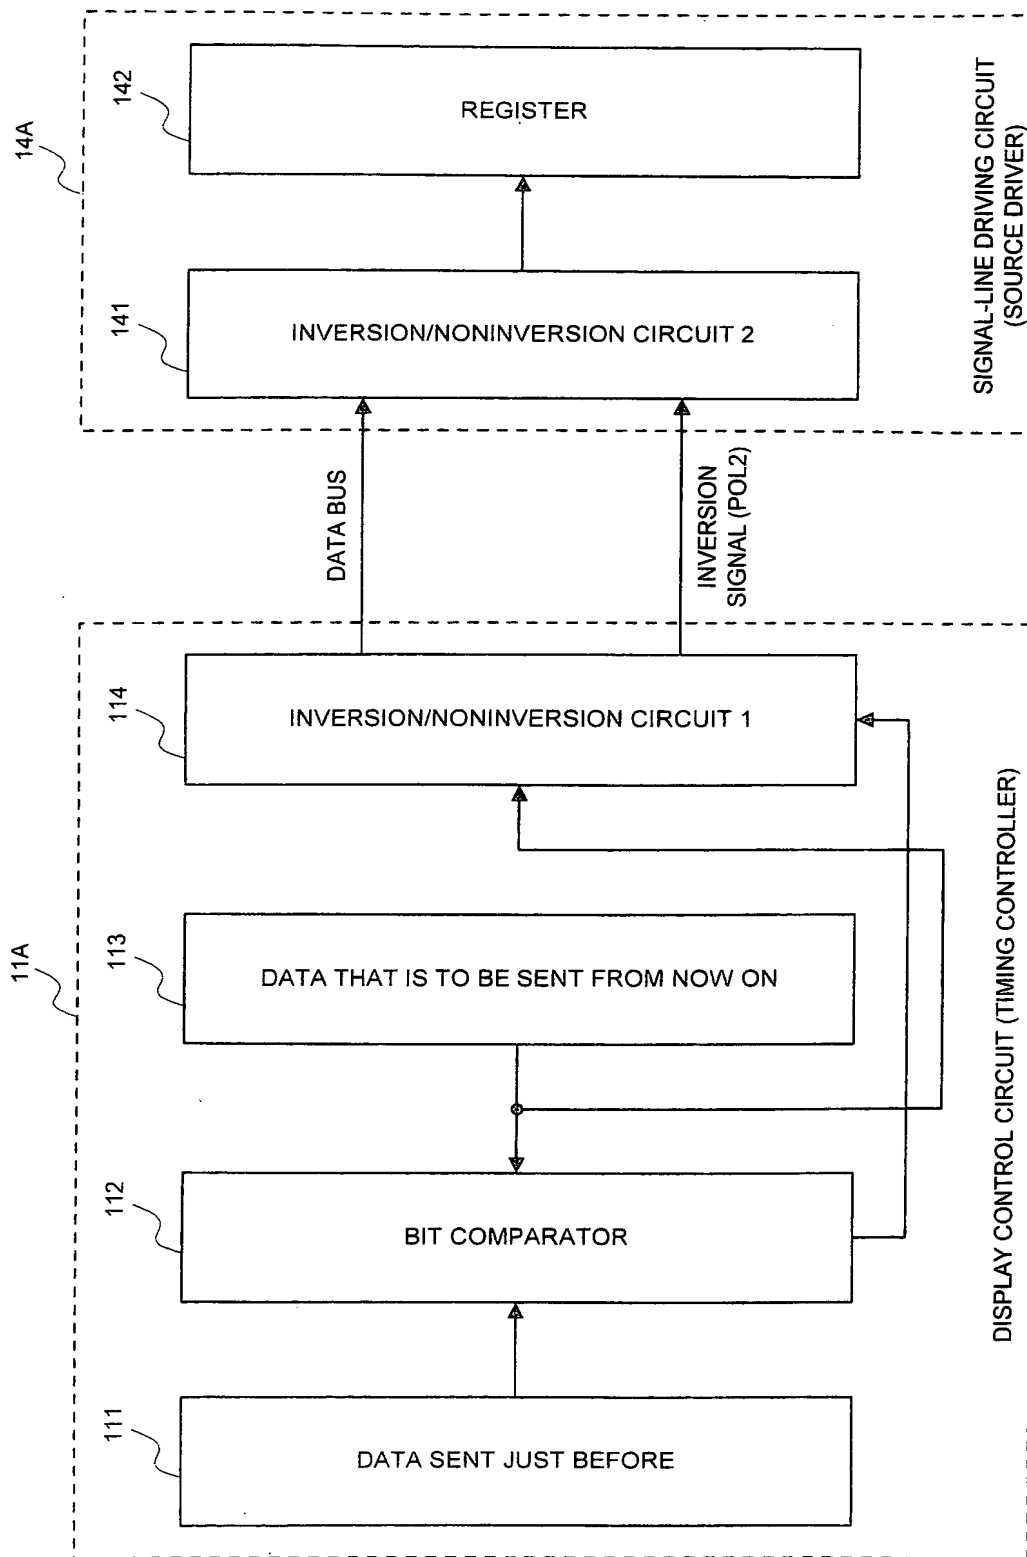 11A
111
DATA SENT JUST BEFORE
112
BIT COMPARATOR
113
DATA THAT IS TO BE SENT FROM NOW ON
114
INVERSION/NONINVERSION CIRCUIT 1
DISPLAY CONTROL CIRCUIT (TIMING CONTROLLER)
DATA BUS
INVERSION
SIGNAL (POL2)
14A
141
INVERSION/NONINVERSION CIRCUIT 2
142
REGISTER
SIGNAL-LINE DRIVING CIRCUIT
(SOURCE DRIVER)